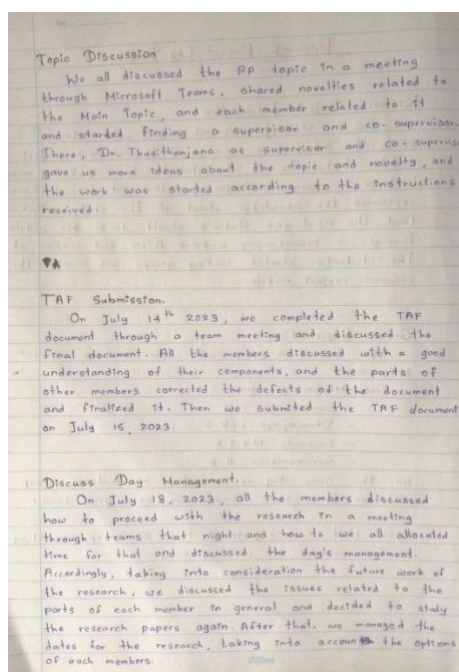 Topic Discussion
We all discussed the RP topic in a meeting
through Microsoft Teams, shared novelties related to
the Main Topic, and each member related to it
and starded finding a supervisor and co-supervisor.
There, Dr. Thusithanjana as supervisor and co-supervis
gave us more ideas about the topic and novelty, and
the work was started according to the instructions
received
TAF Submission.
On July 14th 2023, we completed the TAF
document through a team meeting and discussed the
final document. All the members discussed with a good
understanding of their components, and the parts of
other members corrected the defects of the document
and finalized it. Then we submited the TAF document
on July 15, 2023.
Discuss Day Management.
On July 18, 2023, all the members discussed
how to proceed with the research in a meeting
through teams that night and how to we all allocated
time for that and discussed the day's management.
Accordingly, taking into consideration the future work of
the research, we discussed the issues related to the
parts of each member in general and decided to study
the research papers again. After that, we managed the
dates for the research, taking into account the options
of each members.